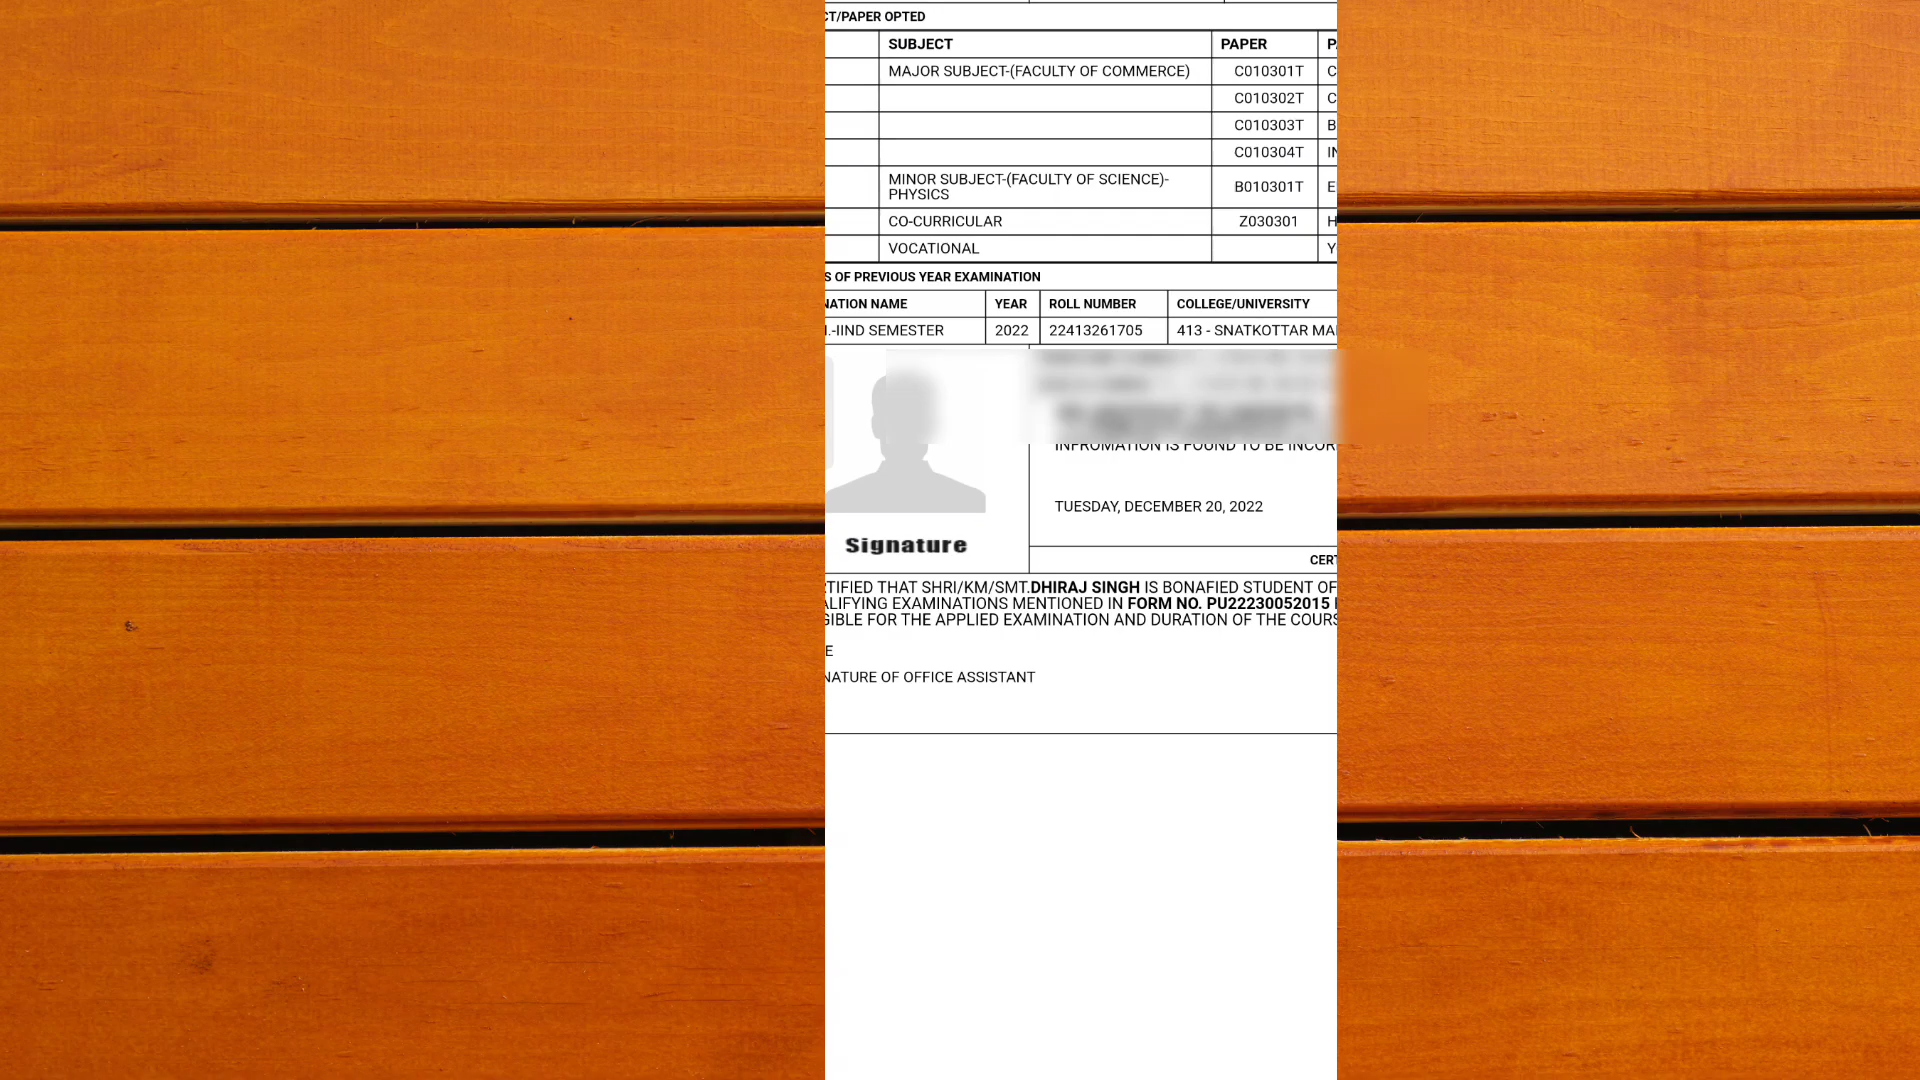 CT/PAPER OPTED
SUBJECT PAPER
MAJOR SUBJECT-(FACULTY OF COMMERCE) C010301T
C010302T
C010303T
C010304T
MINOR SUBJECT-(FACULTY OF SCIENCE)-
PHYSICS B010301T
CO-CURRICULAR Z030301
VOCATIONAL
S OF PREVIOUS YEAR EXAMINATION
NATION NAME YEAR ROLL NUMBER COLLEGE/UNIVERSITY
.-IIND SEMESTER 2022 22413261705 413 - SNATKOTTAR MA
INFROMATION IS FOUND TO BE INCOR
TUESDAY, DECEMBER 20, 2022
Signature
CERT
RTIFIED THAT SHRI/KM/SMT.DHIRAJ SINGH IS BONAFIED STUDENT OF
ALIFYING EXAMINATIONS MENTIONED IN FORM NO. PU22230052015
GIBLE FOR THE APPLIED EXAMINATION AND DURATION OF THE COURS
E
NATURE OF OFFICE ASSISTANT